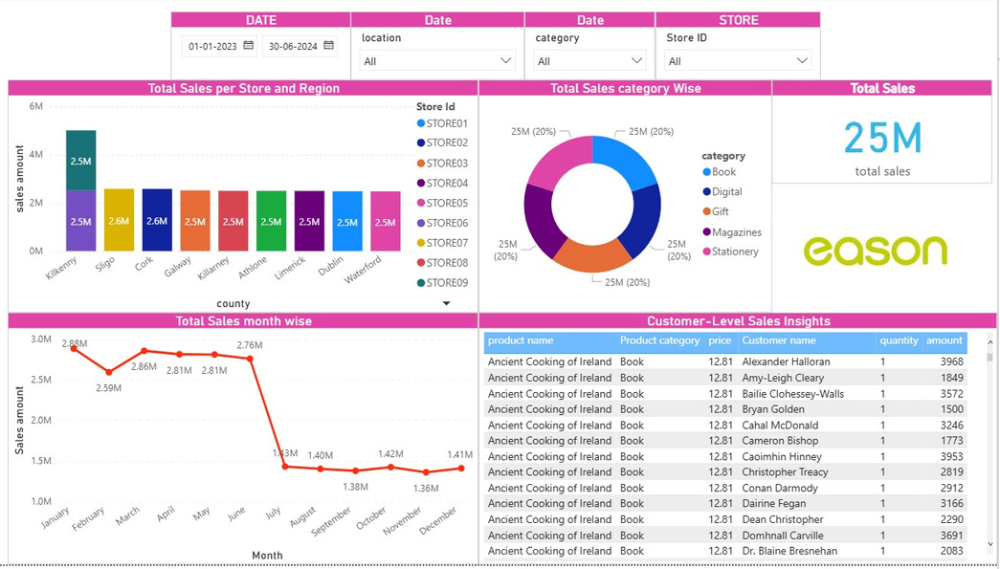 DATE
Date
Date
STORE
01-01-2023
30-06-2024
location
All
category
All
Store ID
All
Total Sales per Store and Region
6M
4M
2M
0M
sales amount
2.5M
2.5M
2.6M
2.6M
2.5M
2.5M
2.5M
2.5M
2.5M
2.5M
Kilkenny
Sligo
Cork
Galway
Killarney
Athlone
Limerick
Dublin
Waterford
county
Store Id
STORE01
STORE02
STORE03
STORE04
STORE05
STORE06
STORE07
STORE08
STORE09
Total Sales category Wise
25M (20%)
25M (20%)
25M
(20%)
25M
(20%)
25M (20%)
category
Book
Digital
Gift
Magazines
Stationery
Total Sales
25M
total sales
eason
Total Sales month wise
3.0M
2.5M
2.0M
1.5M
1.0M
Sales amount
2.88M
2.59M
2.86M
2.81M
2.81M
2.76M
1.43M
1.40M
1.38M
1.42M
1.36M
1.41M
January
February
March
April
May
June
July
August
September
October
November
December
Month
Customer-Level Sales Insights
product name Product category price Customer name quantity amount
Ancient Cooking of Ireland Book 12.81 Alexander Halloran 1 3968
Ancient Cooking of Ireland Book 12.81 Amy-Leigh Cleary 1 1849
Ancient Cooking of Ireland Book 12.81 Bailie Clohessey-Walls 1 3572
Ancient Cooking of Ireland Book 12.81 Bryan Golden 1 1500
Ancient Cooking of Ireland Book 12.81 Cahal McDonald 1 3246
Ancient Cooking of Ireland Book 12.81 Cameron Bishop 1 1773
Ancient Cooking of Ireland Book 12.81 Caoimhin Hinney 1 3953
Ancient Cooking of Ireland Book 12.81 Christopher Treacy 1 2819
Ancient Cooking of Ireland Book 12.81 Conan Darmody 1 2912
Ancient Cooking of Ireland Book 12.81 Dairine Fegan 1 3166
Ancient Cooking of Ireland Book 12.81 Dean Christopher 1 2290
Ancient Cooking of Ireland Book 12.81 Domhnall Carville 1 3691
Ancient Cooking of Ireland Book 12.81 Dr. Blaine Bresnehan 1 2083